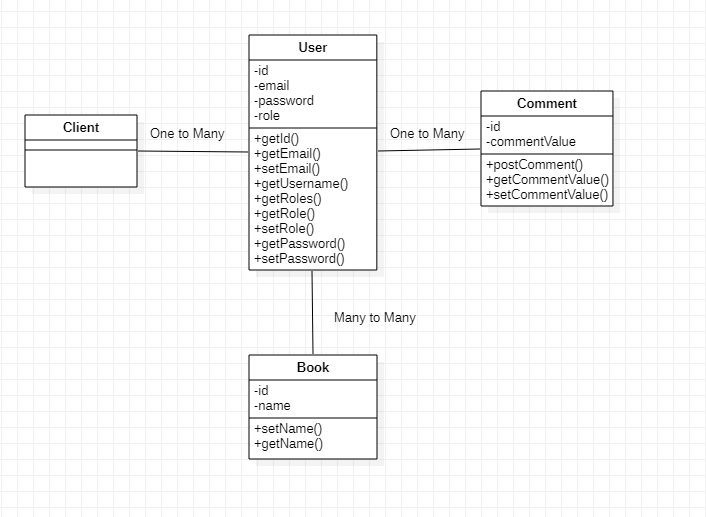 Client
One to Many
User
-id
-email
-password
-role
+getId()
+getEmail()
+setEmail()
+getUsername()
+getRoles()
+getRole()
+setRole()
+getPassword()
+setPassword()
One to Many
Comment
-id
-commentValue
+postComment()
+getCommentValue()
+setCommentValue()
Many to Many
Book
-id
-name
+setName()
+getName()